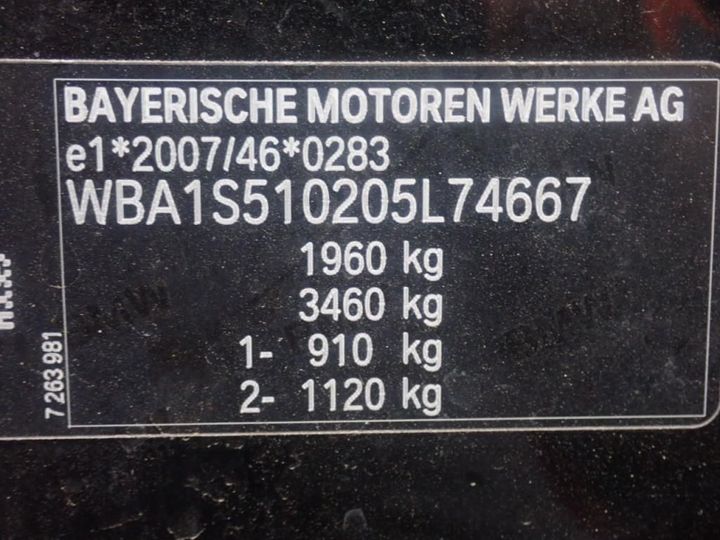 BAYERISCHE MOTOREN WERKE AG
e1*2007/46*0283
WBA1S510205L74667
1960 kg
3460 kg
1- 910 kg
2- 1120 kg
7 263 981